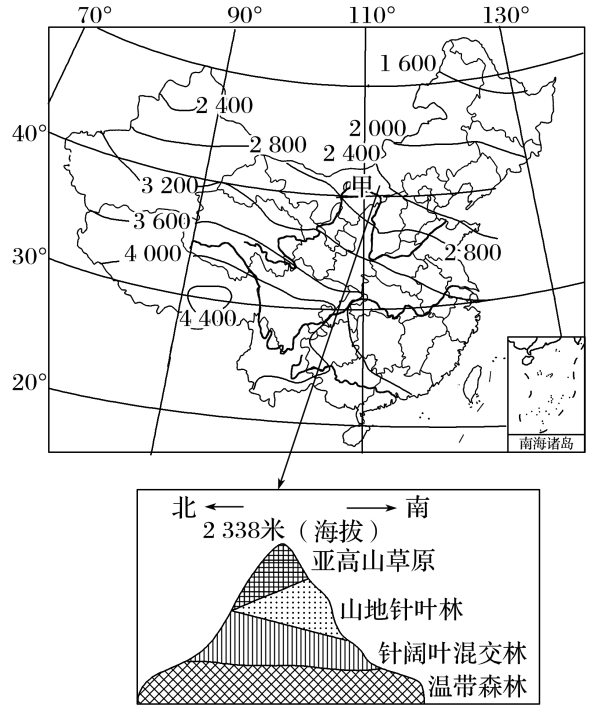 70° 90° 110° 130°
1 600
2 400
40°
2 000
2 800
2 400
甲
3 200
3 600
4 000
2 800
30°
4 400
20°
南海诸岛
北 南
2 338米（海拔）
亚高山草原
山地针叶林
针阔叶混交林
温带森林